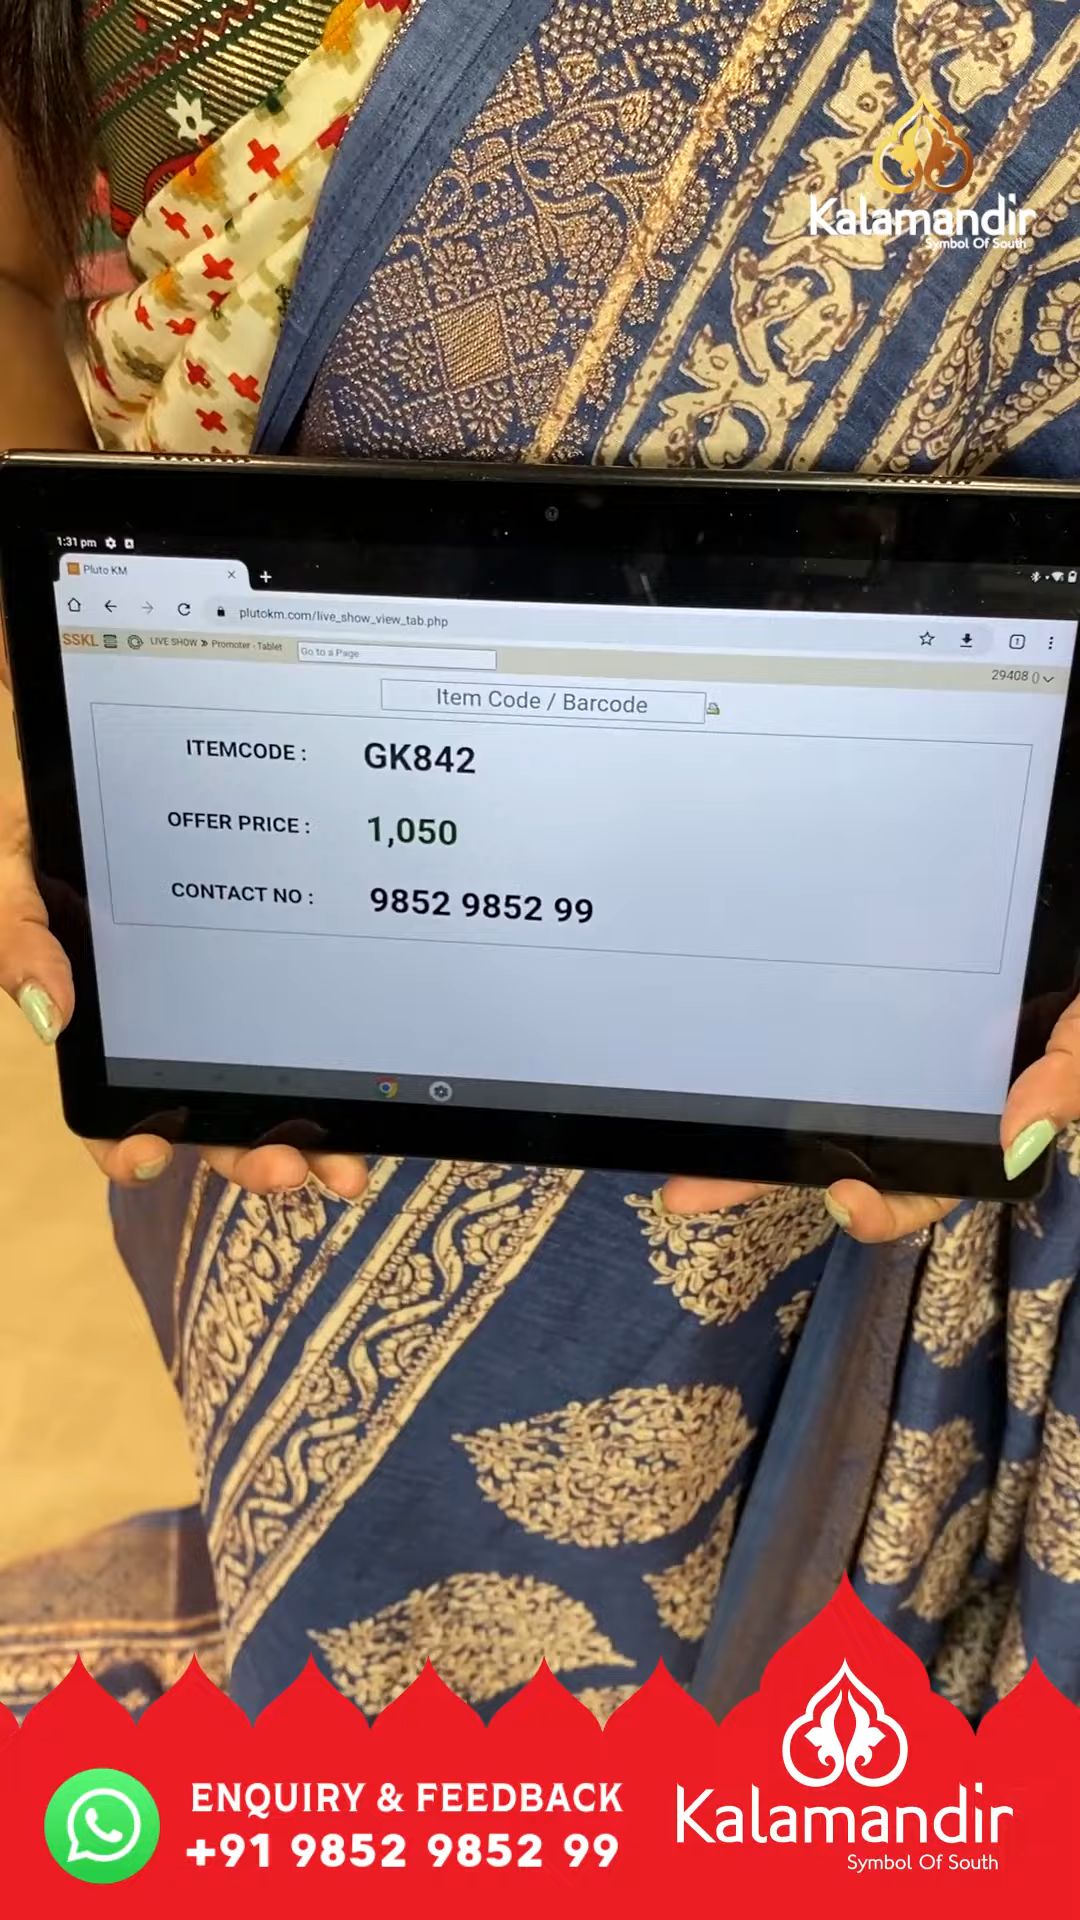 Kalamandir
Symbol Of South
1:31 pm
Pluto KM
plutokm.com/live_show_view_tab.php
SSKL
LIVE SHOW » Promoter - Tablet
Go to a Page
29408 ()
Item Code / Barcode
ITEMCODE : GK842
OFFER PRICE : 1,050
CONTACT NO : 9852 9852 99
ENQUIRY & FEEDBACK
+91 9852 9852 99
Kalamandir
Symbol Of South